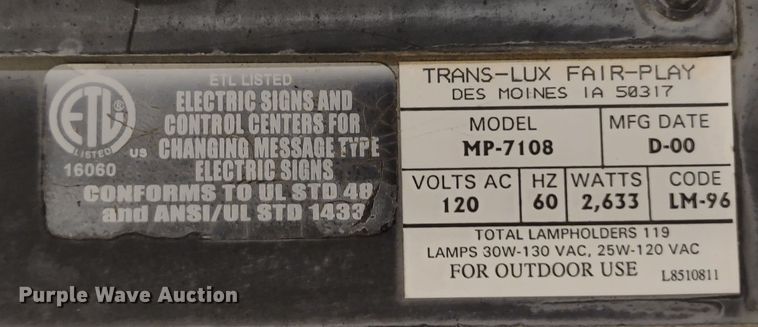 ETL LISTED
ETL
®
LISTED
US
16060
ELECTRIC SIGNS AND
CONTROL CENTERS FOR
CHANGING MESSAGE TYPE
ELECTRIC SIGNS
CONFORMS TO UL STD 48
and ANSI/UL STD 1433
TRANS-LUX FAIR-PLAY
DES MOINES IA 50317
MODEL MFG DATE
MP-7108 D-00
VOLTS AC HZ WATTS CODE
120 60 2,633 LM-96
TOTAL LAMPHOLDERS 119
LAMPS 30W-130 VAC, 25W-120 VAC
FOR OUTDOOR USE L8510811
Purple Wave Auction